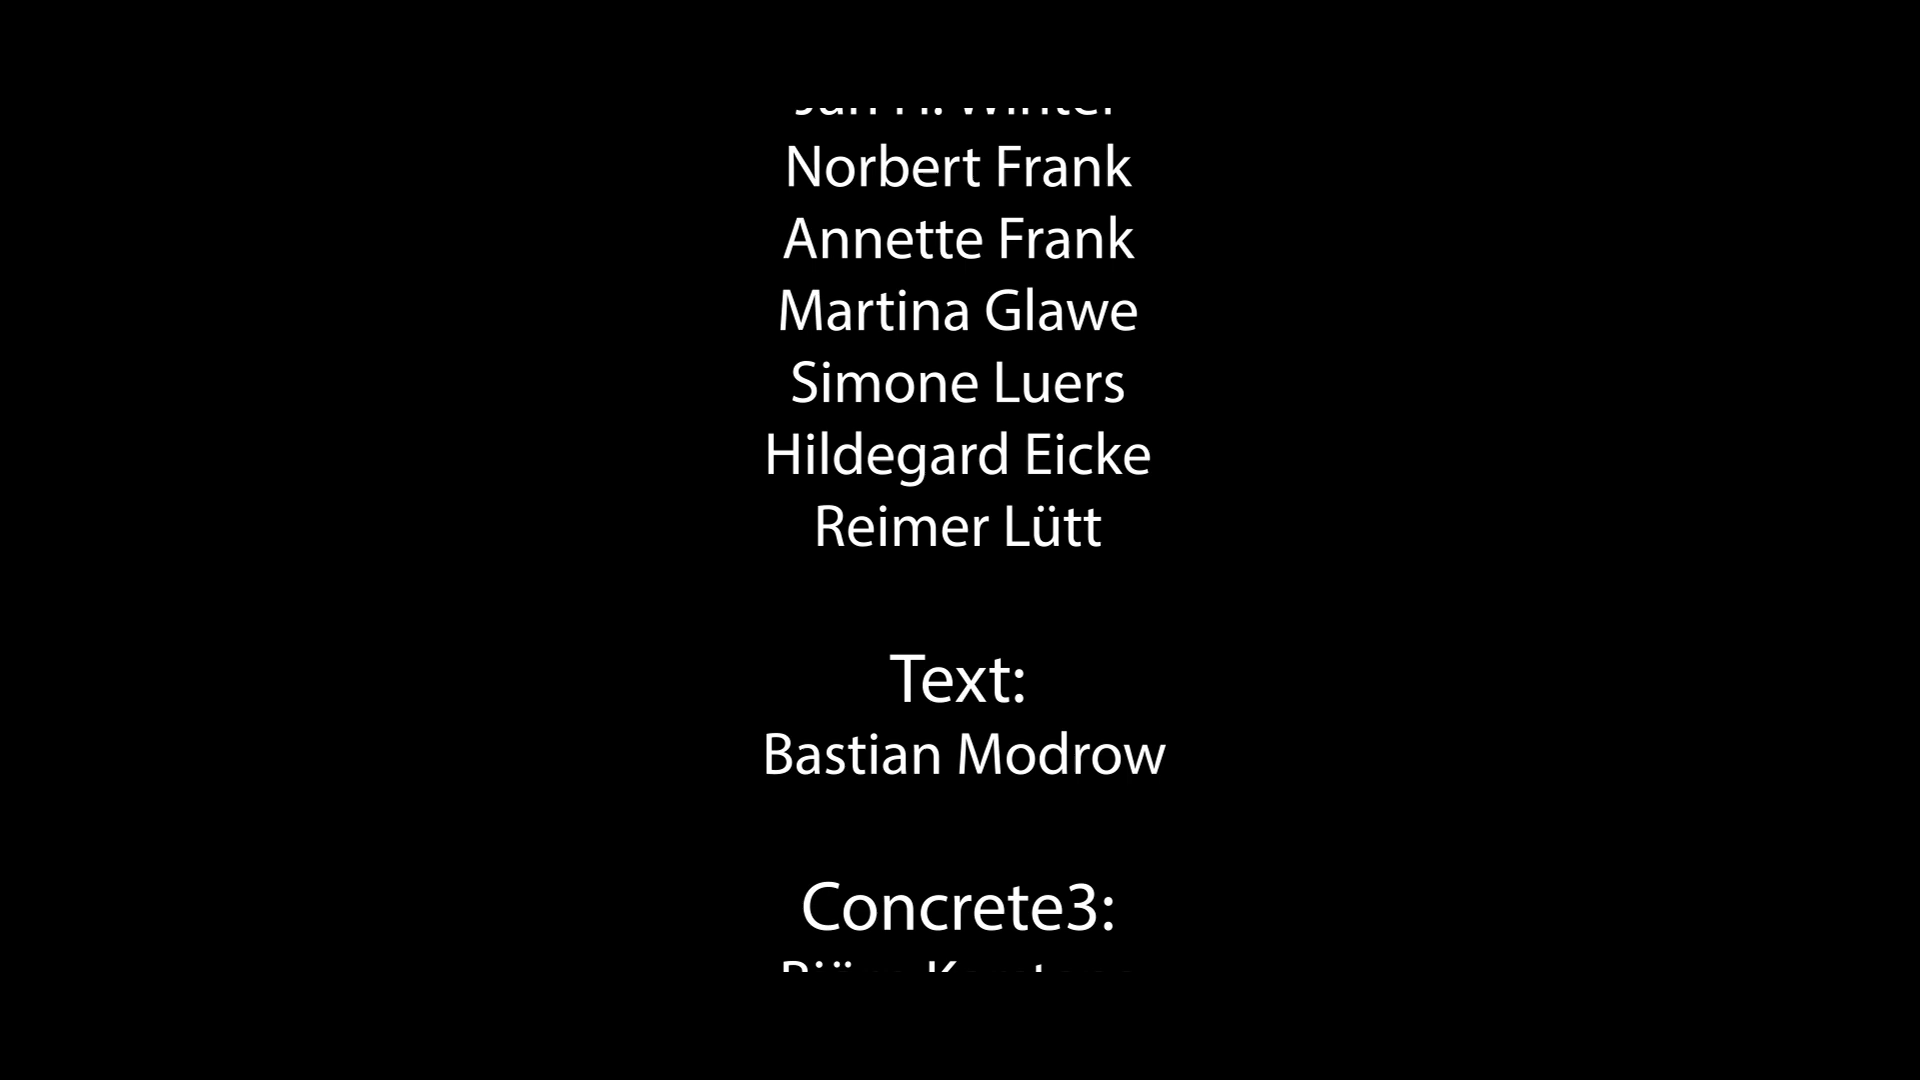 Norbert Frank
Annette Frank
Martina Glawe
Simone Luers
Hildegard Eicke
Reimer Lütt
Text:
Bastian Modrow
Concrete3: